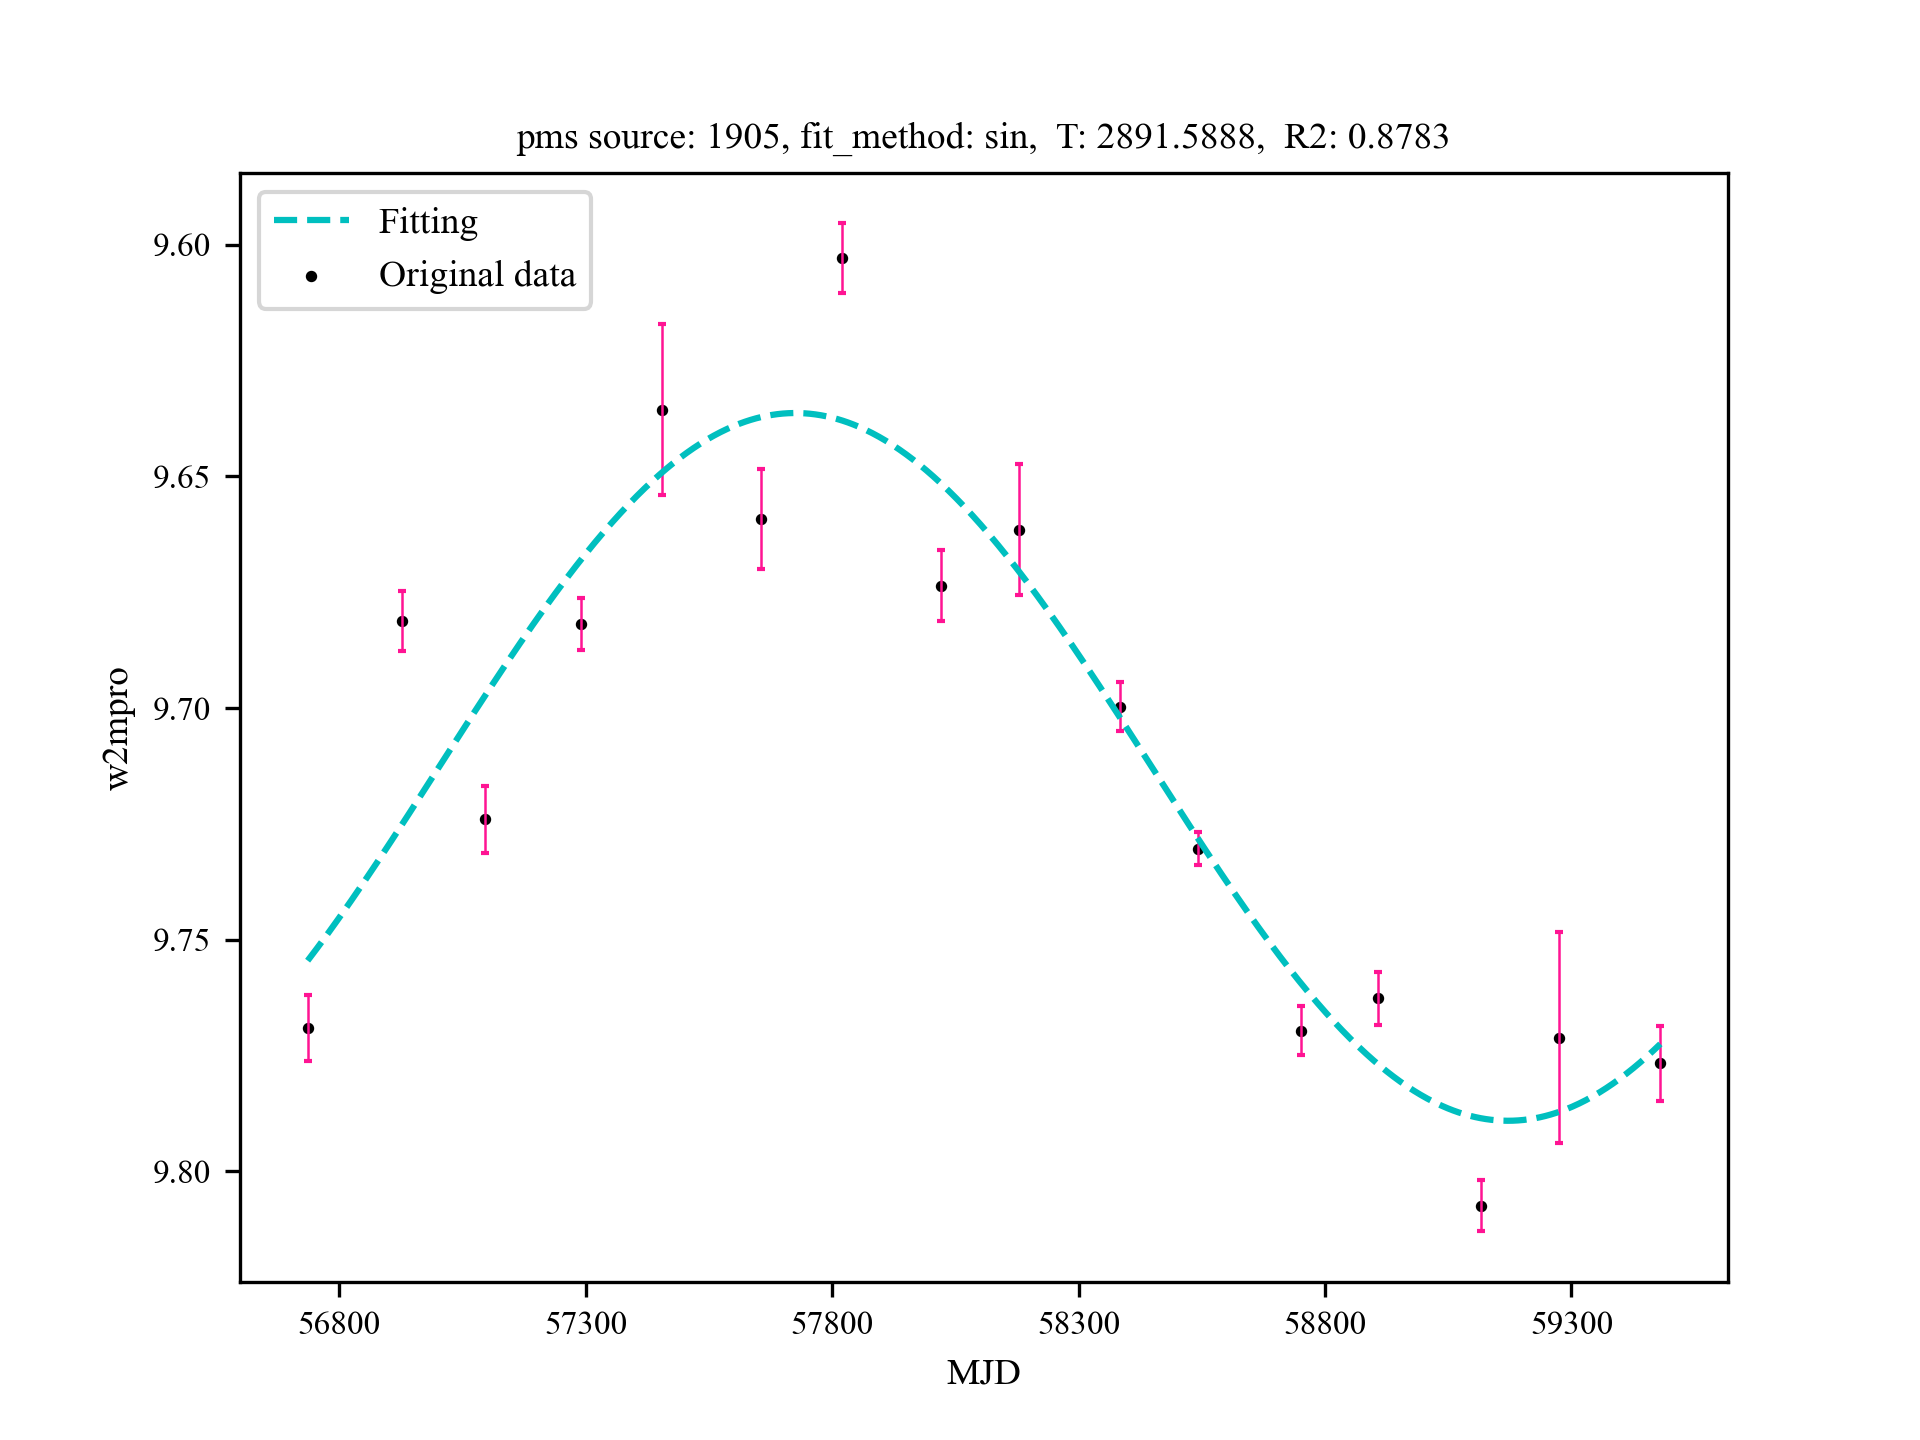 pms source: 1905, fit_method: sin,  T: 2891.5888,  R2: 0.8783
Fitting
Original data
9.60
9.65
9.70
9.75
9.80
w2mpro
56800 57300 57800 58300 58800 59300
MJD